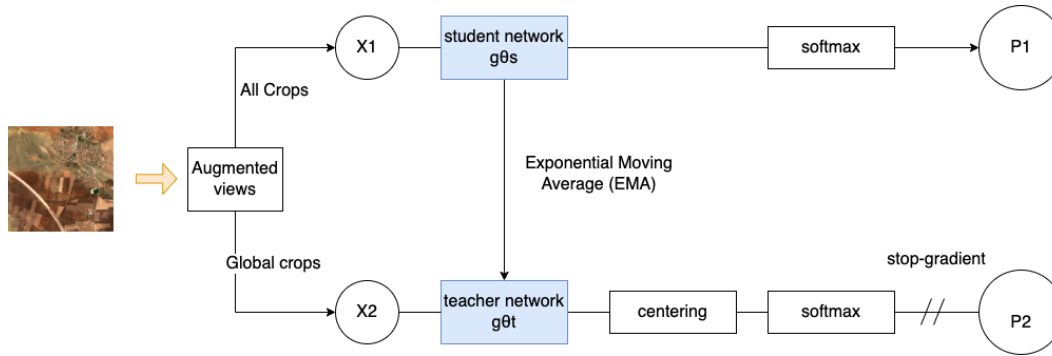 X1
student network
gθs
softmax
P1
All Crops
Augmented
views
Exponential Moving
Average (EMA)
Global crops
stop-gradient
X2
teacher network
gθt
centering
softmax
P2